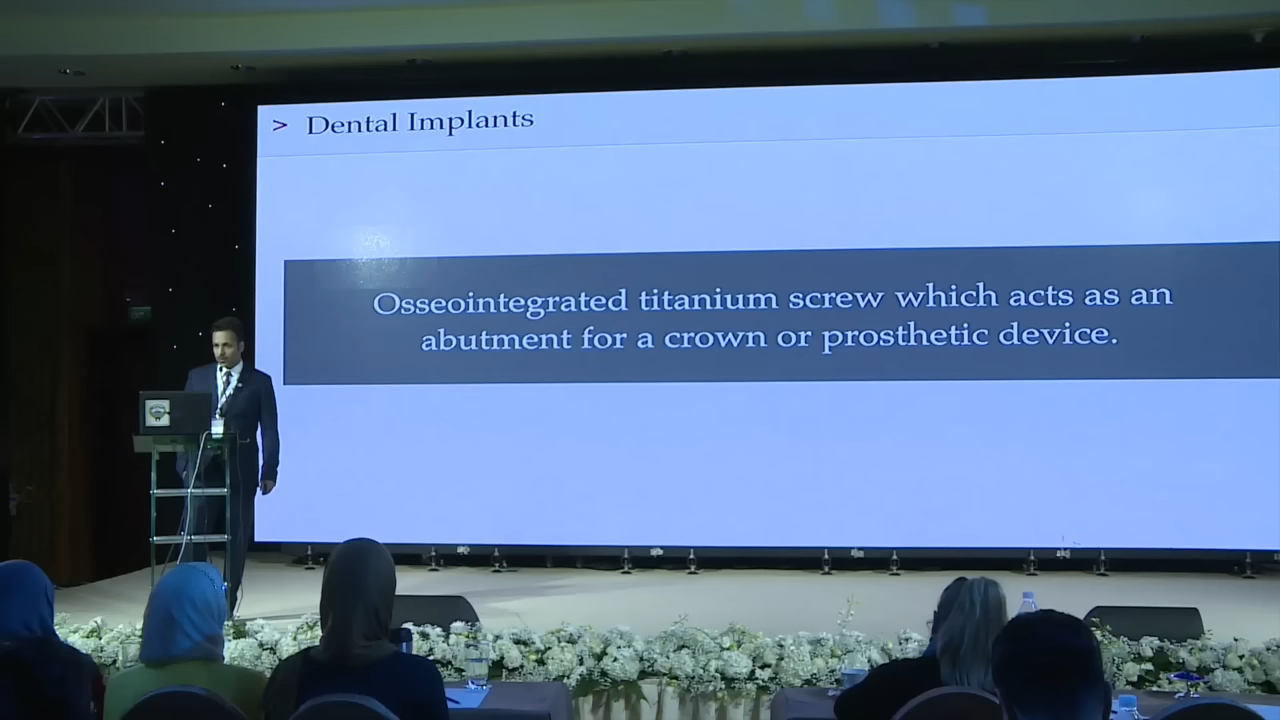 > Dental Implants
Osseointegrated titanium screw which acts as an
abutment for a crown or prosthetic device.